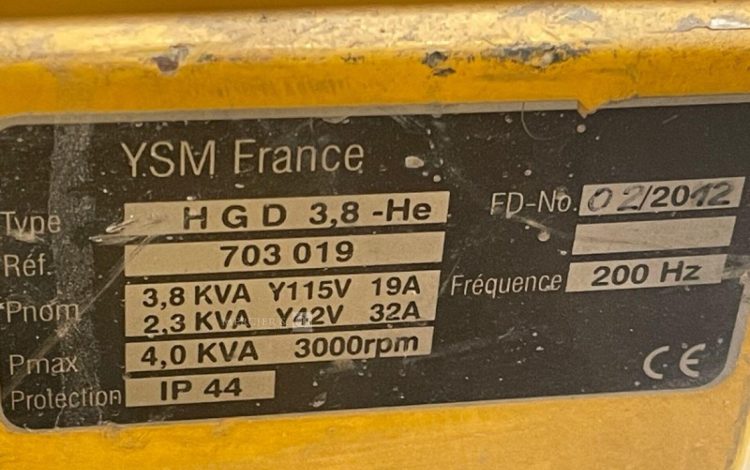 YSM France
Type HGD 3,8-He FD-No. 02/2012
Réf. 703 019
Pnom 3,8 KVA Y115V 19A Fréquence 200 Hz
2,3 KVA Y42V 32A
Pmax 4,0 KVA 3000rpm
Protection IP 44 CE